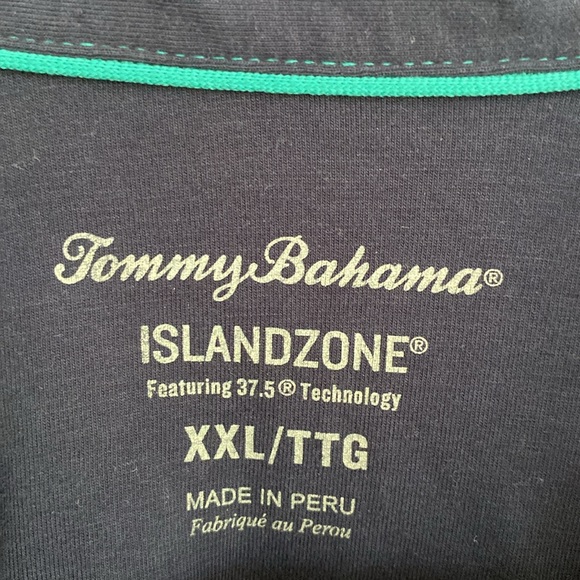 Tommy Bahama®
ISLANDZONE®
Featuring 37.5® Technology
XXL/TTG
MADE IN PERU
Fabriqué au Perou